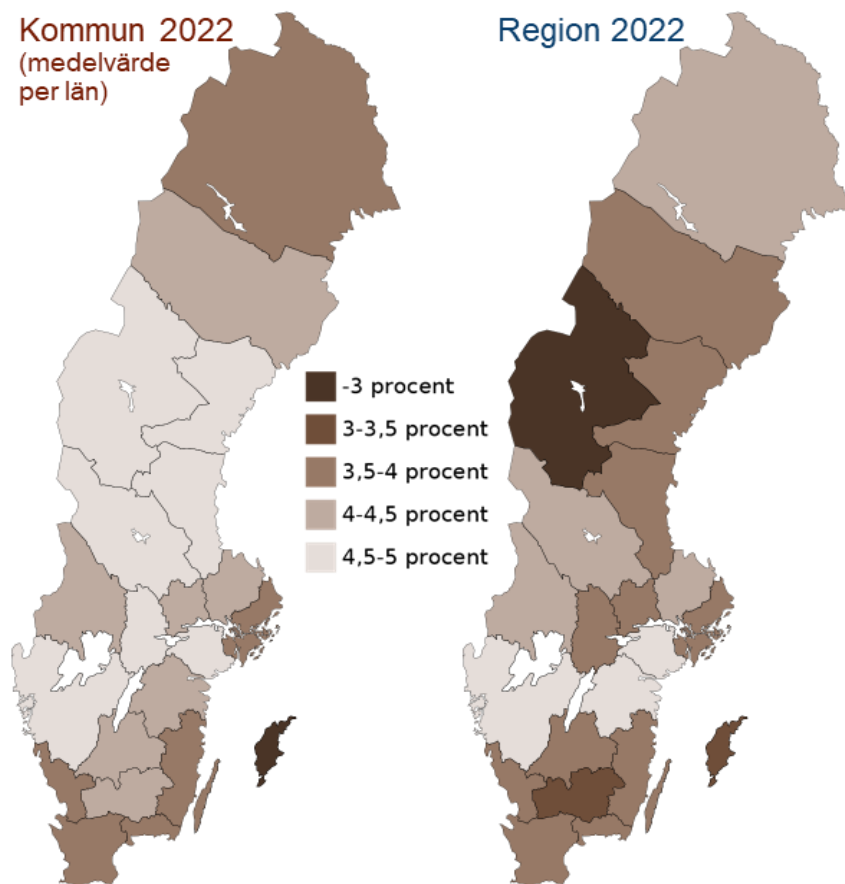 Kommun 2022
(medelvärde
per län)
Region 2022
-3 procent
3-3,5 procent
3,5-4 procent
4-4,5 procent
4,5-5 procent